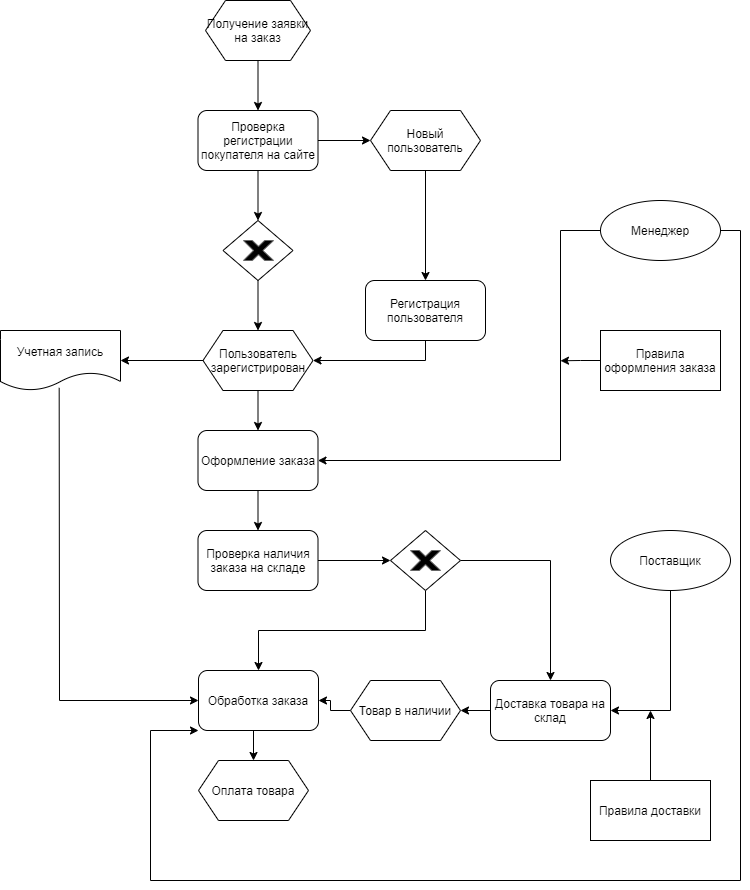 Получение заявки
на заказ
Проверка
регистрации
покупателя на сайте
Новый
пользователь
Менеджер
Регистрация
пользователя
Учетная запись
Пользователь
зарегистрирован
Правила
оформления заказа
Оформление заказа
Проверка наличия
заказа на складе
Поставщик
Обработка заказа
Товар в наличии
Доставка товара на
склад
Оплата товара
Правила доставки